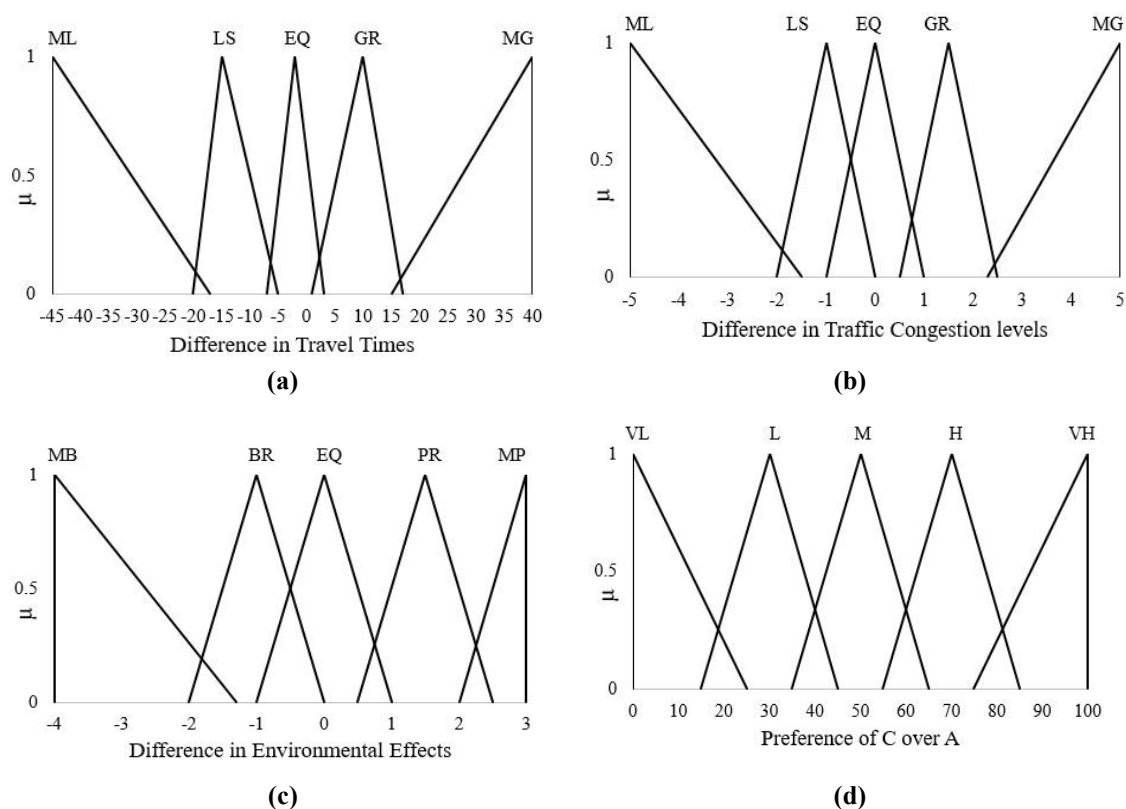 ML LS EQ GR MG
1
0.5
μ
0
-45 -40 -35 -30 -25 -20 -15 -10 -5 0 5 10 15 20 25 30 35 40
Difference in Travel Times
(a)
ML LS EQ GR MG
1
0.5
μ
0
-5 -4 -3 -2 -1 0 1 2 3 4 5
Difference in Traffic Congestion levels
(b)
MB BR EQ PR MP
1
0.5
μ
0
-4 -3 -2 -1 0 1 2 3
Difference in Environmental Effects
(c)
VL L M H VH
1
0.5
μ
0
0 10 20 30 40 50 60 70 80 90 100
Preference of C over A
(d)